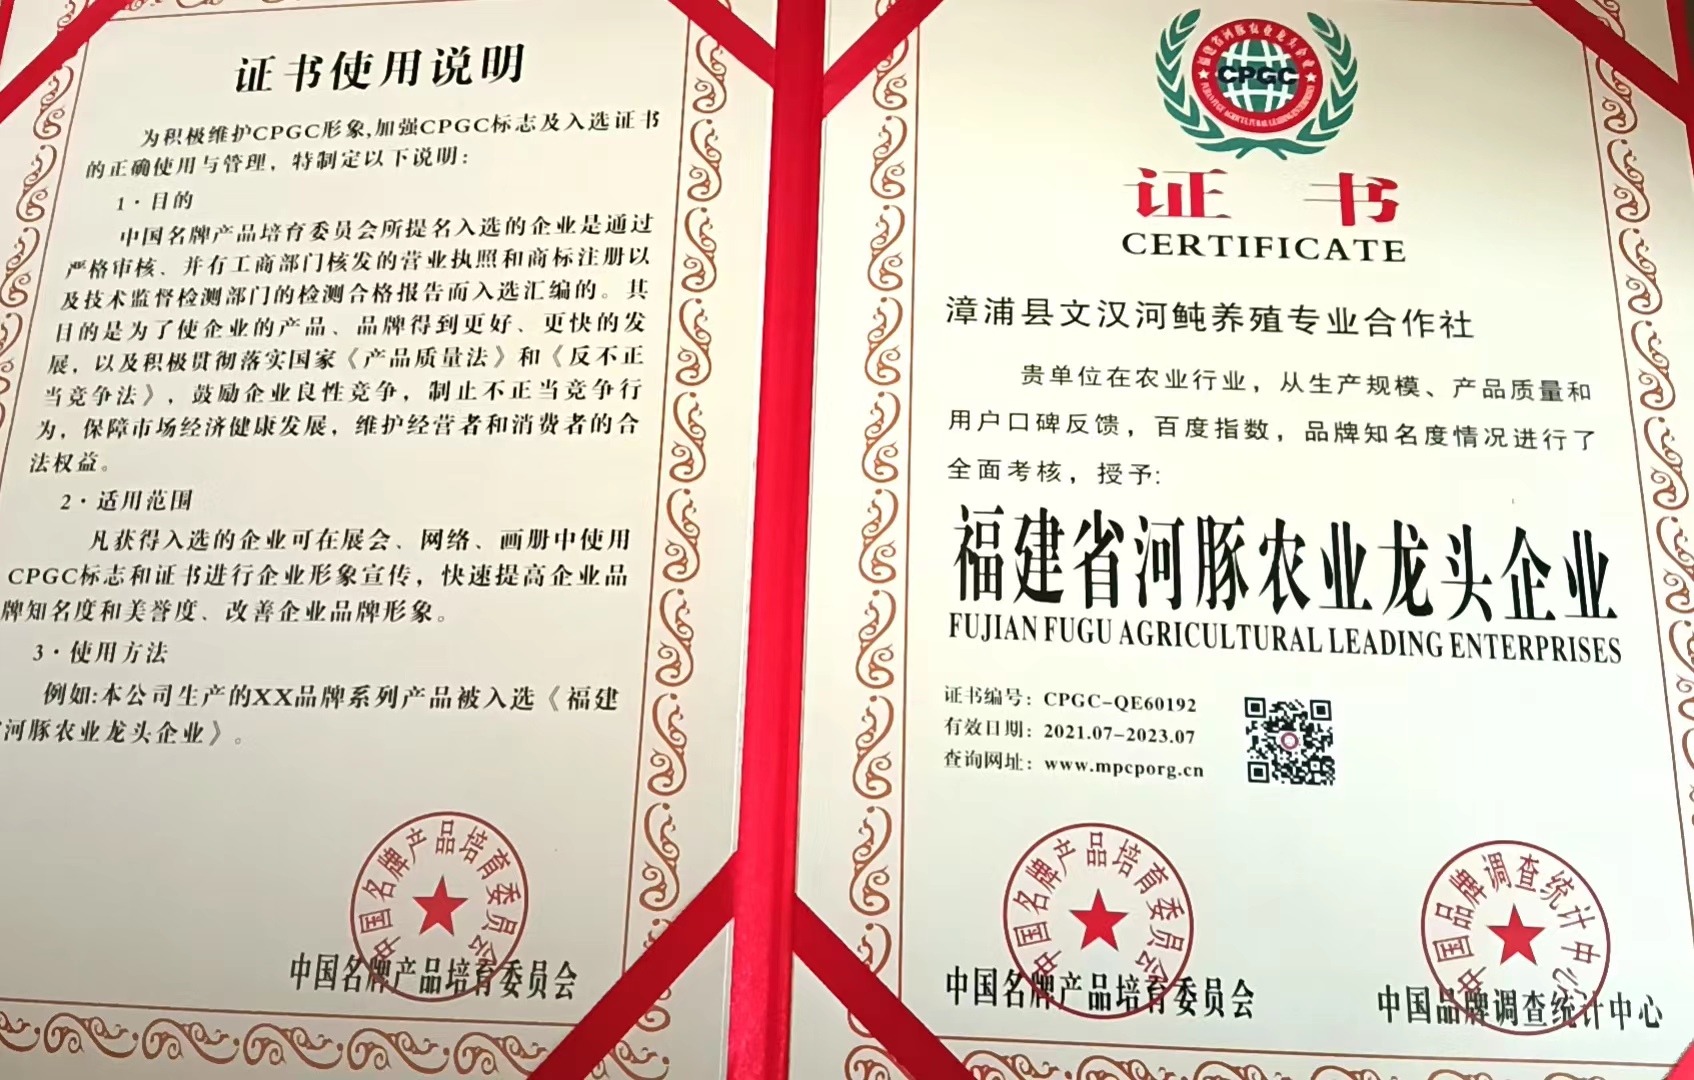 证书使用说明
为积极维护CPGC形象,加强CPGC标志及入选证书
的正确使用与管理，特制定以下说明：
1·目的
中国名牌产品培育委员会所提名入选的企业是通过
严格审核、并有工商部门核发的营业执照和商标注册以
及技术监督检测部门的检测合格报告而入选汇编的。其
目的是为了使企业的产品、品牌得到更好、更快的发
展，以及积极贯彻落实国家《产品质量法》和《反不正
当竞争法》，鼓励企业良性竞争，制止不正当竞争行
为，保障市场经济健康发展，维护经营者和消费者的合
法权益。
2·适用范围
凡获得入选的企业可在展会、网络、画册中使用
CPGC标志和证书进行企业形象宣传，快速提高企业品
牌知名度和美誉度、改善企业品牌形象。
3·使用方法
例如:本公司生产的XX品牌系列产品被入选《福建
省河豚农业龙头企业》。
中国名牌产品培育委员会
中国名牌产品培育委员会
福建省河豚农业龙头企业
CPGC
FUJIAN FUGU AGRICULTURAL LEADING ENTERPRISES
证书
CERTIFICATE
漳浦县文汉河鲀养殖专业合作社
贵单位在农业行业，从生产规模、产品质量和
用户口碑反馈，百度指数，品牌知名度情况进行了
全面考核，授予:
福建省河豚农业龙头企业
FUJIAN FUGU AGRICULTURAL LEADING ENTERPRISES
证书编号：CPGC-QE60192
有效日期：2021.07-2023.07
查询网址：www.mpcporg.cn
中国名牌产品培育委员会
中国名牌产品培育委员会
中国品牌调查统计中心
中国品牌调查统计中心